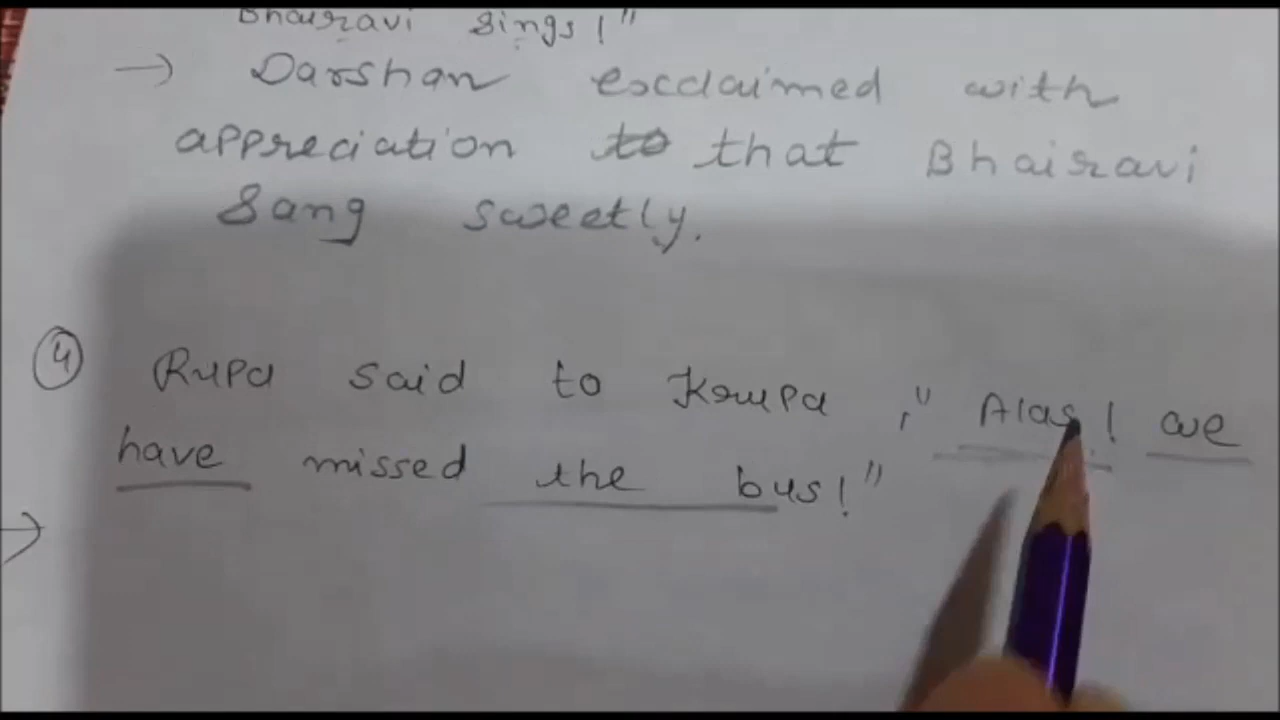 Bhairavi sings!"
→ Darshan exclaimed with
appreciation to that Bhairavi
Sang sweetly.
④ Rupa said to Krupa ," Alas! we
have missed the bus!"
→